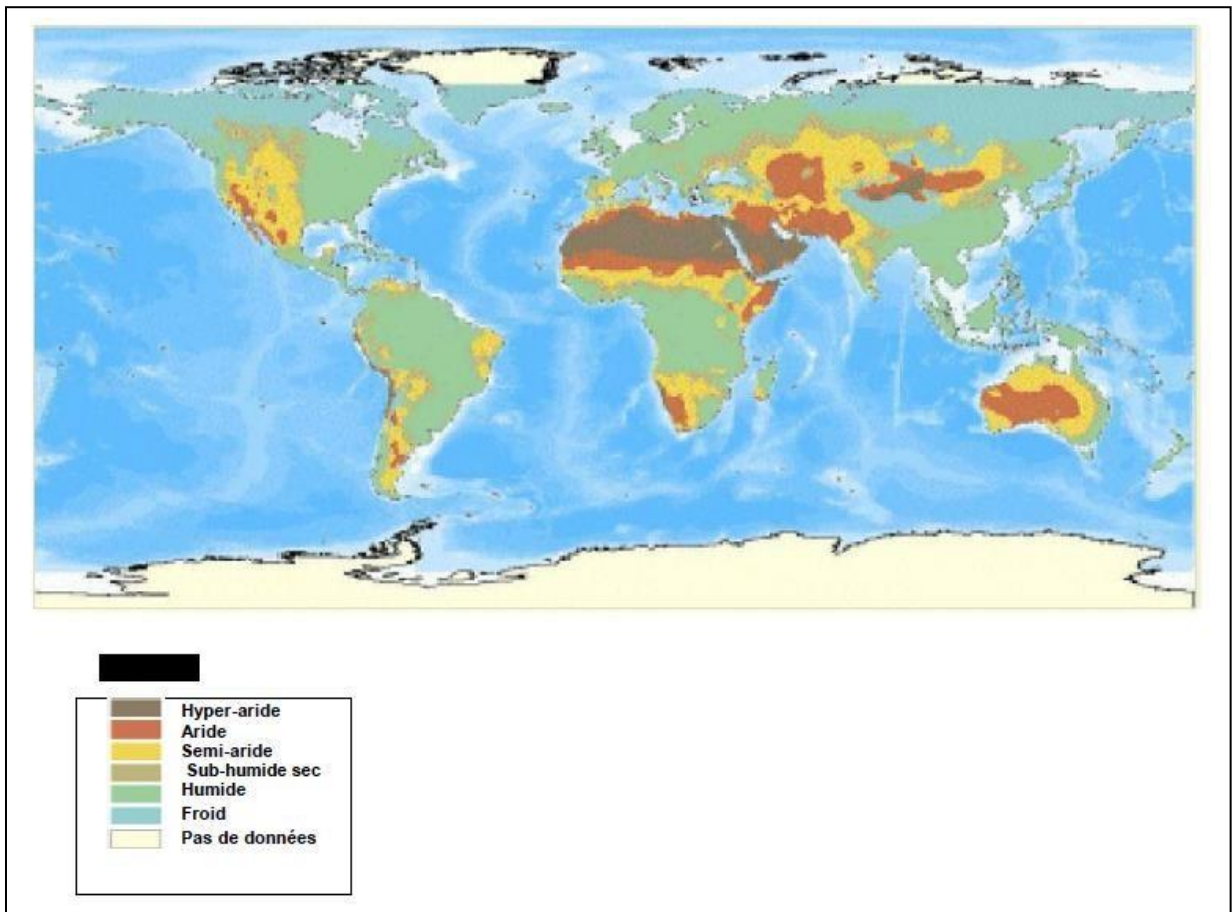 Hyper-aride
Aride
Semi-aride
Sub-humide sec
Humide
Froid
Pas de données